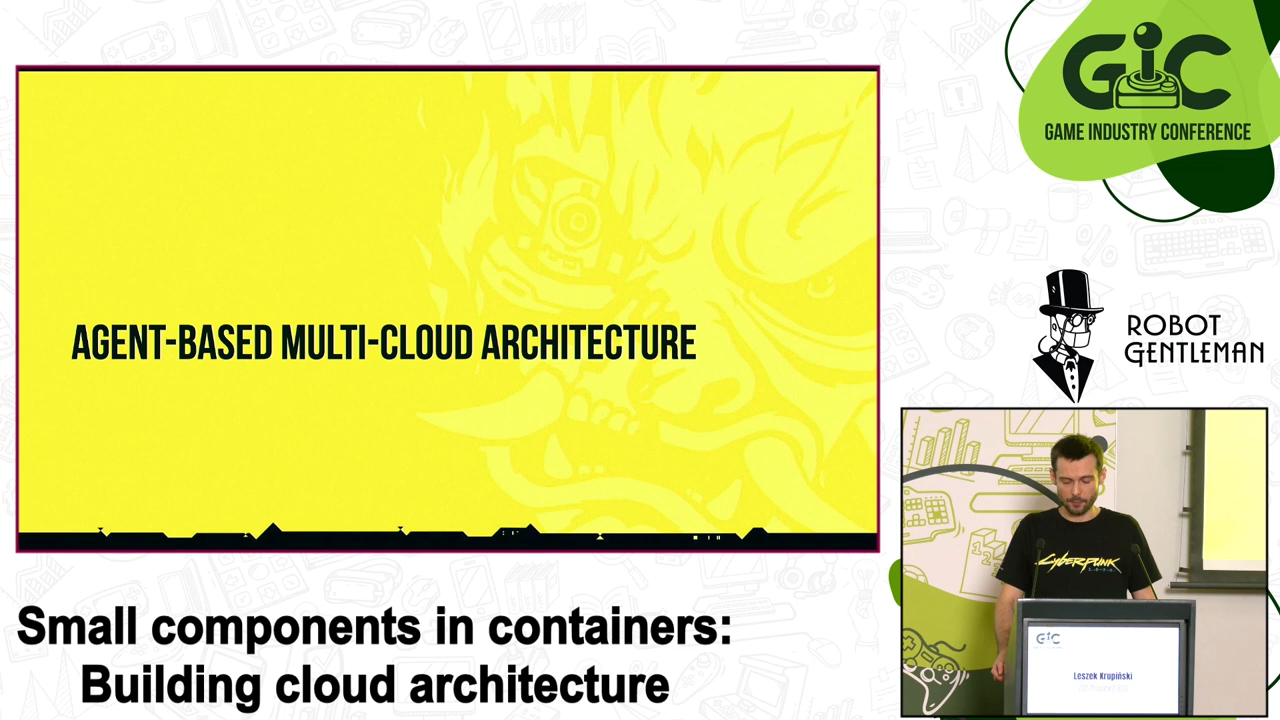 GIC
GAME INDUSTRY CONFERENCE
AGENT-BASED MULTI-CLOUD ARCHITECTURE
ROBOT
GENTLEMAN
CYBERPUNK
GIC
Leszek Krupiński
Small components in containers:
Building cloud architecture